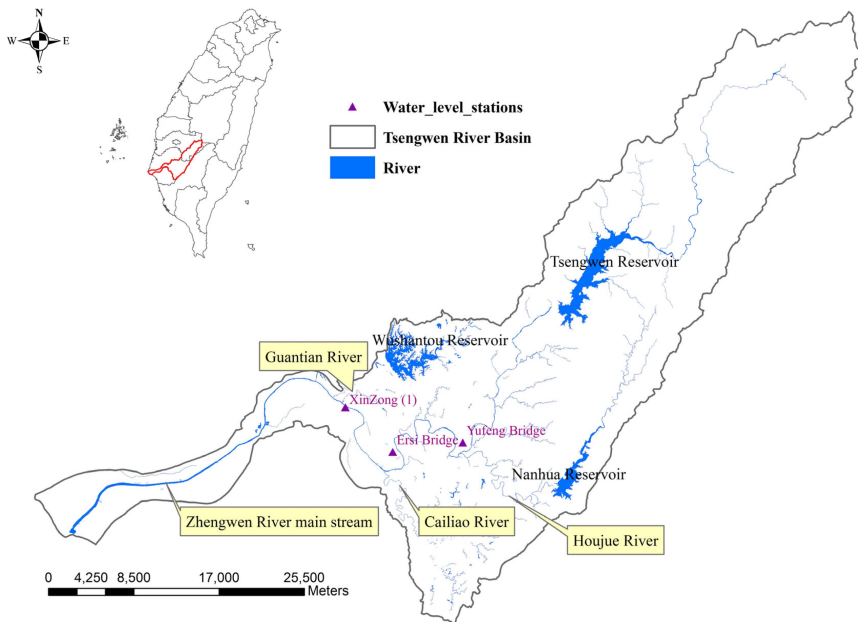 N
W E
S
Water_level_stations
Tsengwen River Basin
River
Tsengwen Reservoir
Wushantou Reservoir
Guantian River
XinZong (1)
Yufeng Bridge
Ersi Bridge
Nanhua Reservoir
Zhengwen River main stream
Cailiao River
Houjue River
0 4,250 8,500 17,000 25,500
Meters